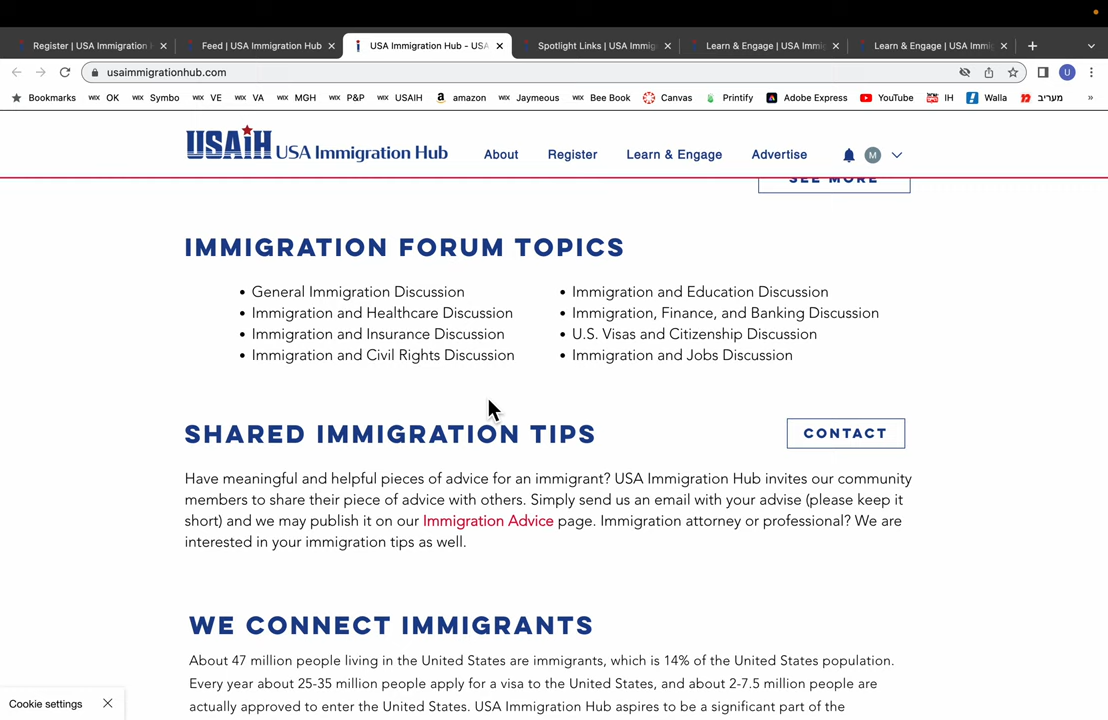 Register | USA Immigration
Feed | USA Immigration Hub
USA Immigration Hub - USA
Spotlight Links | USA Immig
Learn & Engage | USA Immig
Learn & Engage | USA Immig
usaimmigrationhub.com
U
Bookmarks
WIX OK
WIX Symbo
WIX VE
WIX VA
WIX MGH
WIX P&P
WIX USAIH
a amazon
WIX Jaymeous
WIX Bee Book
Canvas
Printify
Adobe Express
YouTube
IH
Walla
מעריב
»
USAIH USA Immigration Hub
About
Register
Learn & Engage
Advertise
M
SEE MORE
IMMIGRATION FORUM TOPICS
• General Immigration Discussion
• Immigration and Healthcare Discussion
• Immigration and Insurance Discussion
• Immigration and Civil Rights Discussion
• Immigration and Education Discussion
• Immigration, Finance, and Banking Discussion
• U.S. Visas and Citizenship Discussion
• Immigration and Jobs Discussion
SHARED IMMIGRATION TIPS
CONTACT
Have meaningful and helpful pieces of advice for an immigrant? USA Immigration Hub invites our community
members to share their piece of advice with others. Simply send us an email with your advise (please keep it
short) and we may publish it on our Immigration Advice page. Immigration attorney or professional? We are
interested in your immigration tips as well.
WE CONNECT IMMIGRANTS
About 47 million people living in the United States are immigrants, which is 14% of the United States population.
Every year about 25-35 million people apply for a visa to the United States, and about 2-7.5 million people are
actually approved to enter the United States. USA Immigration Hub aspires to be a significant part of the
Cookie settings